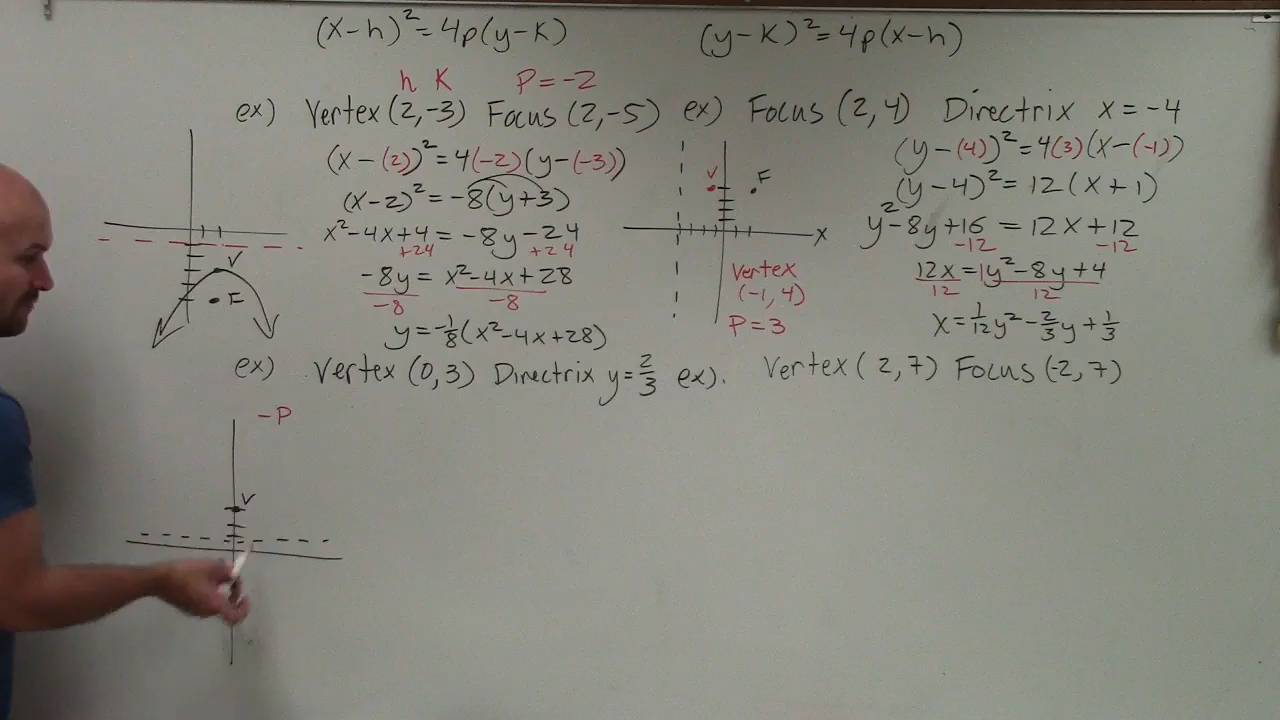 (x-h)² = 4p(y-k)
(y-k)² = 4p(x-h)
h k P = -2
ex) Vertex (2,-3) Focus (2,-5)
(x-(2))² = 4(-2)(y-(-3))
(x-2)² = -8(y+3)
x²-4x+4 = -8y-24
+24 +24
-8y = x²-4x+28
-8 -8
y = -1/8(x²-4x+28)
V
F
ex) Focus (2,4) Directrix x = -4
(y-(4))² = 4(3)(x-(-1))
(y-4)² = 12(x+1)
y²-8y+16 = 12x+12
-12 -12
12x = 1y²-8y+4
12 12
x = 1/12y² - 2/3y + 1/3
V F
x
Vertex
(-1,4)
P = 3
ex) Vertex (0,3) Directrix y = 2/3
-P
V
ex). Vertex (2,7) Focus (-2,7)